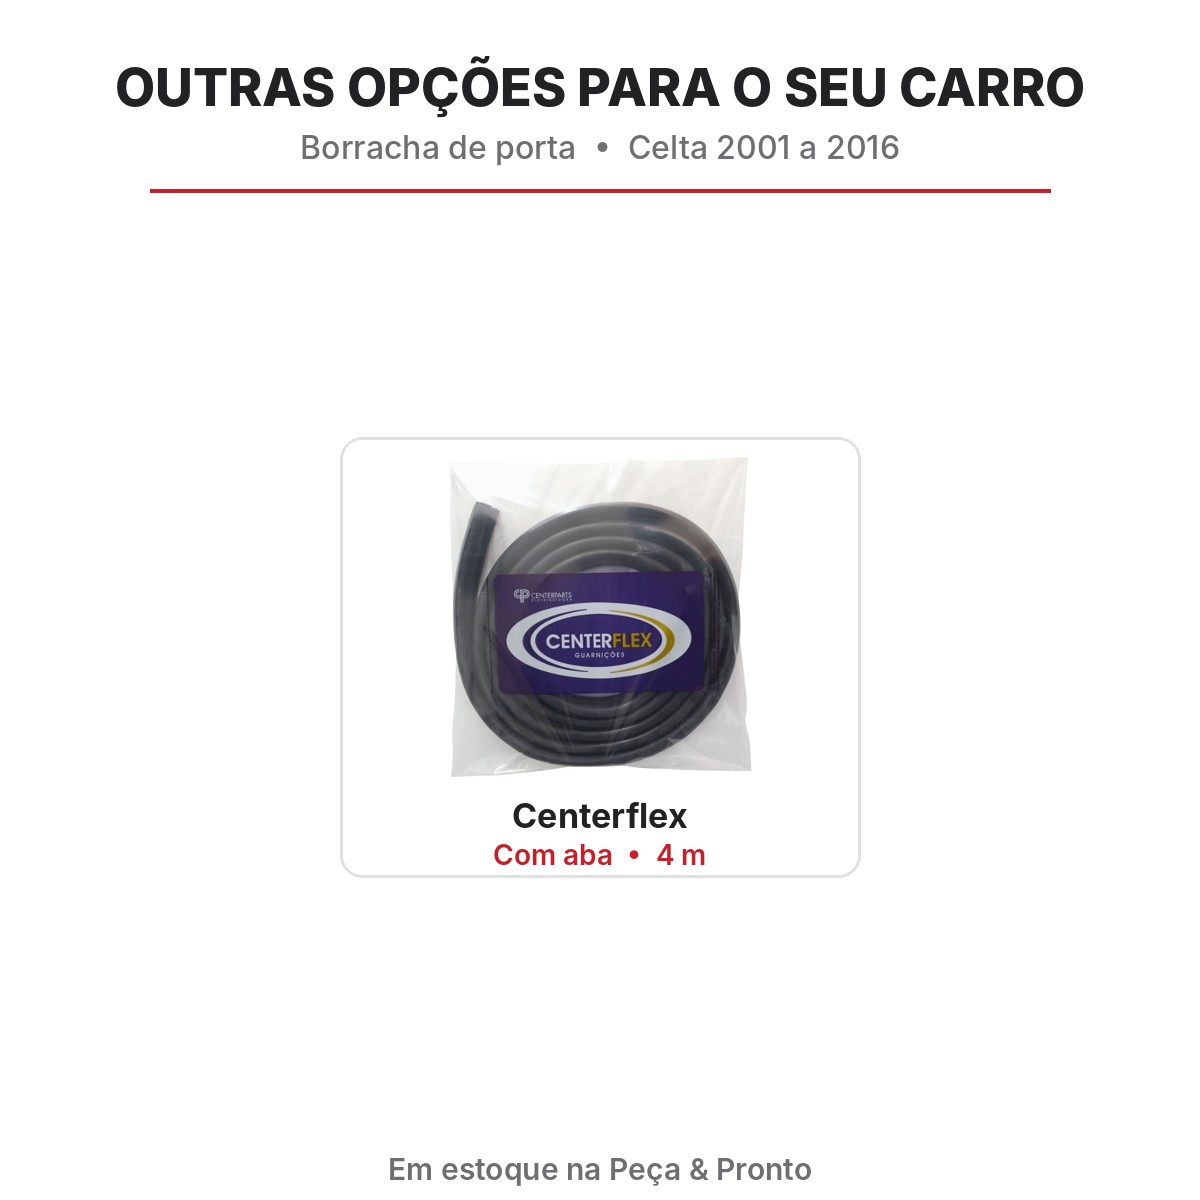 OUTRAS OPÇÕES PARA O SEU CARRO
Borracha de porta • Celta 2001 a 2016
CENTERPARTS
DISTRIBUIDORA
CENTERFLEX
GUARNIÇÕES
Centerflex
Com aba • 4 m
Em estoque na Peça & Pronto